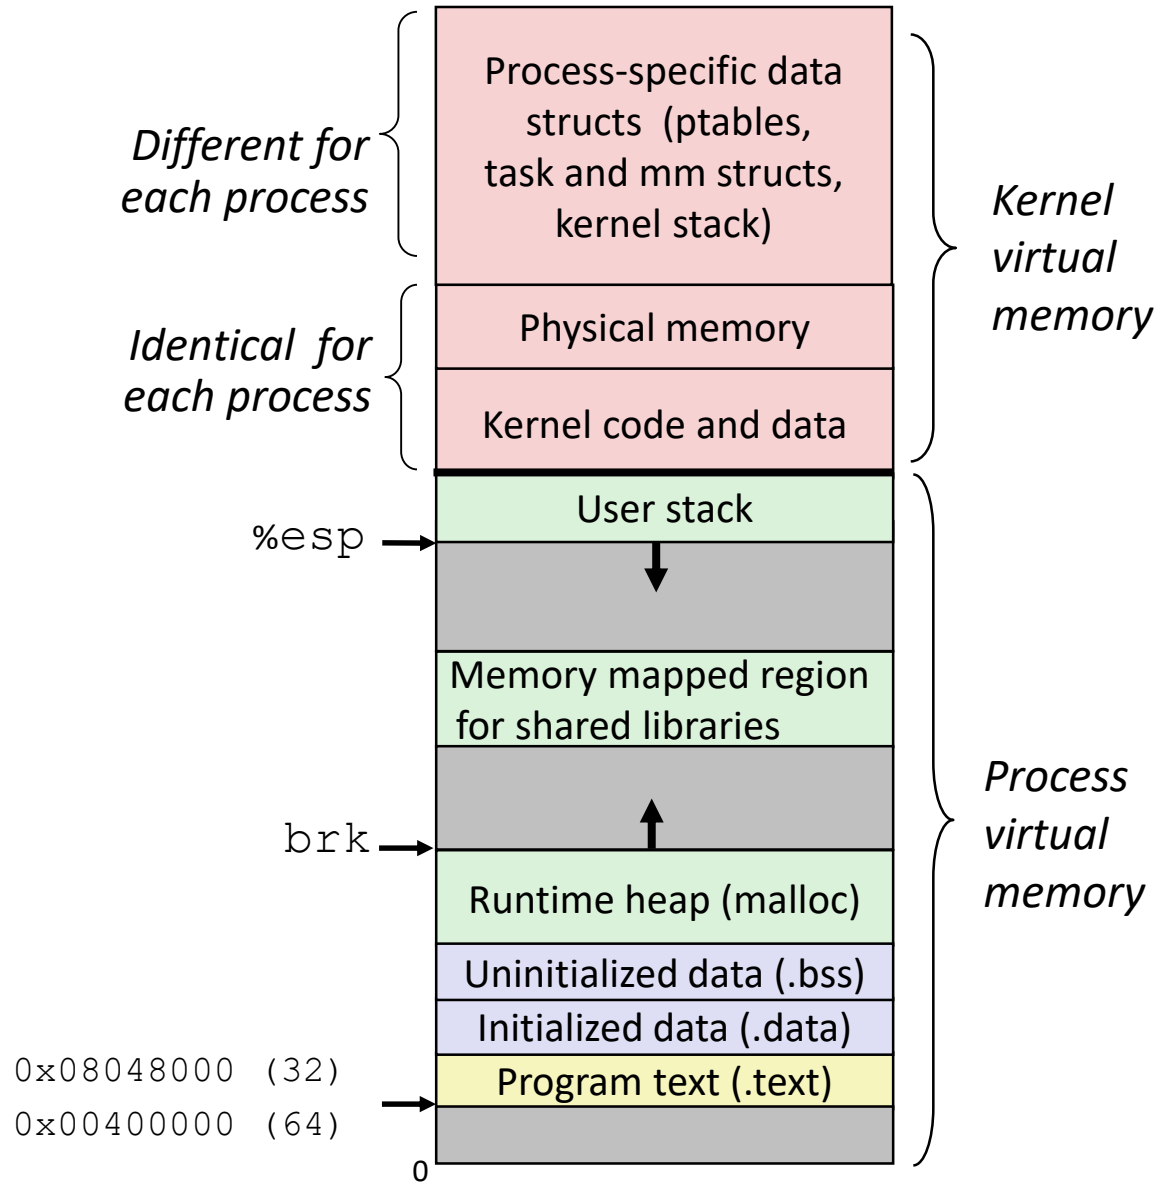 Process-specific data
structs (ptables,
task and mm structs,
kernel stack)
Different for
each process
Kernel
virtual
memory
Physical memory
Identical for
each process
Kernel code and data
User stack
%esp
Memory mapped region
for shared libraries
Process
virtual
memory
brk
Runtime heap (malloc)
Uninitialized data (.bss)
Initialized data (.data)
0x08048000 (32)
Program text (.text)
0x00400000 (64)
0